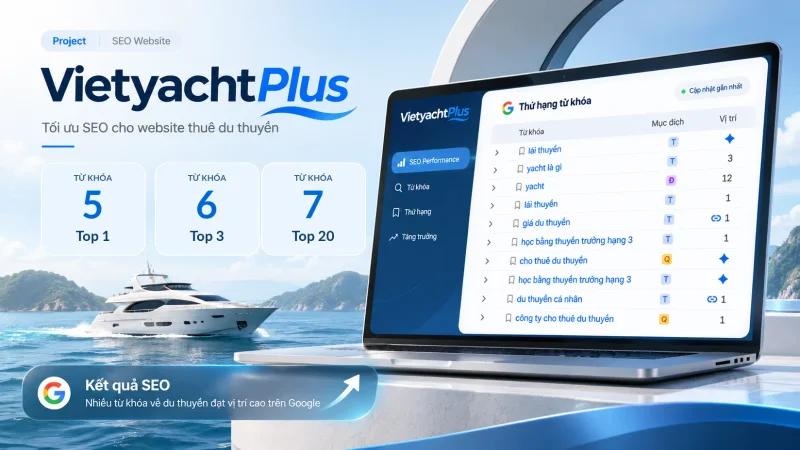 Project | SEO Website
VietyachtPlus
Tối ưu SEO cho website thuê du thuyền
TỪ KHÓA
5
Top 1
TỪ KHÓA
6
Top 3
TỪ KHÓA
7
Top 20
Kết quả SEO
Nhiều từ khóa về du thuyền đạt vị trí cao trên Google
VietyachtPlus
SEO Performance
Từ khóa
Thứ hạng
Tăng trưởng
Thứ hạng từ khóa
Cập nhật gần nhất
Từ khóa Mục đích Vị trí
lái thuyền T
yacht là gì T 3
yacht Đ 12
lái thuyền T 1
giá du thuyền T 1
học bằng thuyền trưởng hạng 3 T 1
cho thuê du thuyền Q
học bằng thuyền trưởng hạng 3 T
du thuyền cá nhân T 1
công ty cho thuê du thuyền Q 1